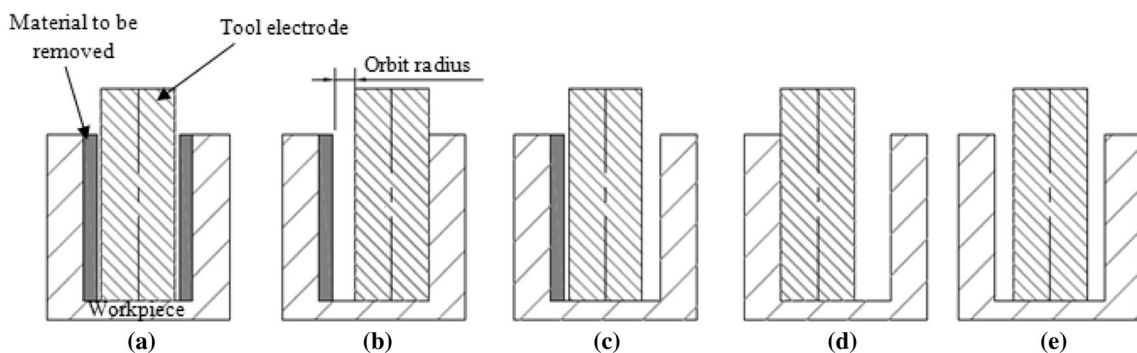 Material to be
removed
Tool electrode
Orbit radius
Workpiece
(a)
(b)
(c)
(d)
(e)